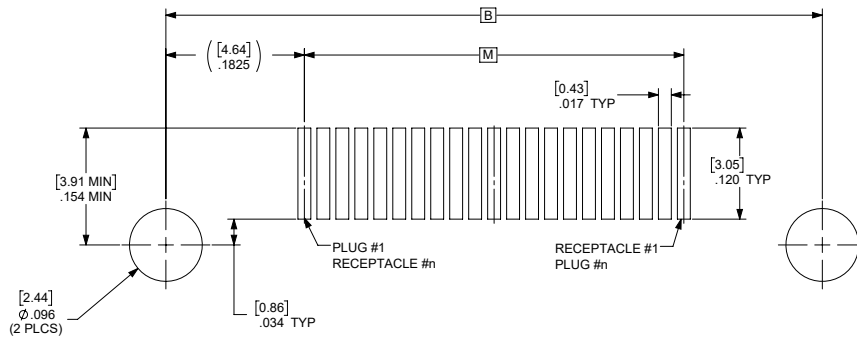 B
[4.64]
.1825
M
[0.43]
.017 TYP
[3.91 MIN]
.154 MIN
[3.05]
.120 TYP
PLUG #1
RECEPTACLE #n
RECEPTACLE #1
PLUG #n
[2.44]
Ø.096
(2 PLCS)
[0.86]
.034 TYP